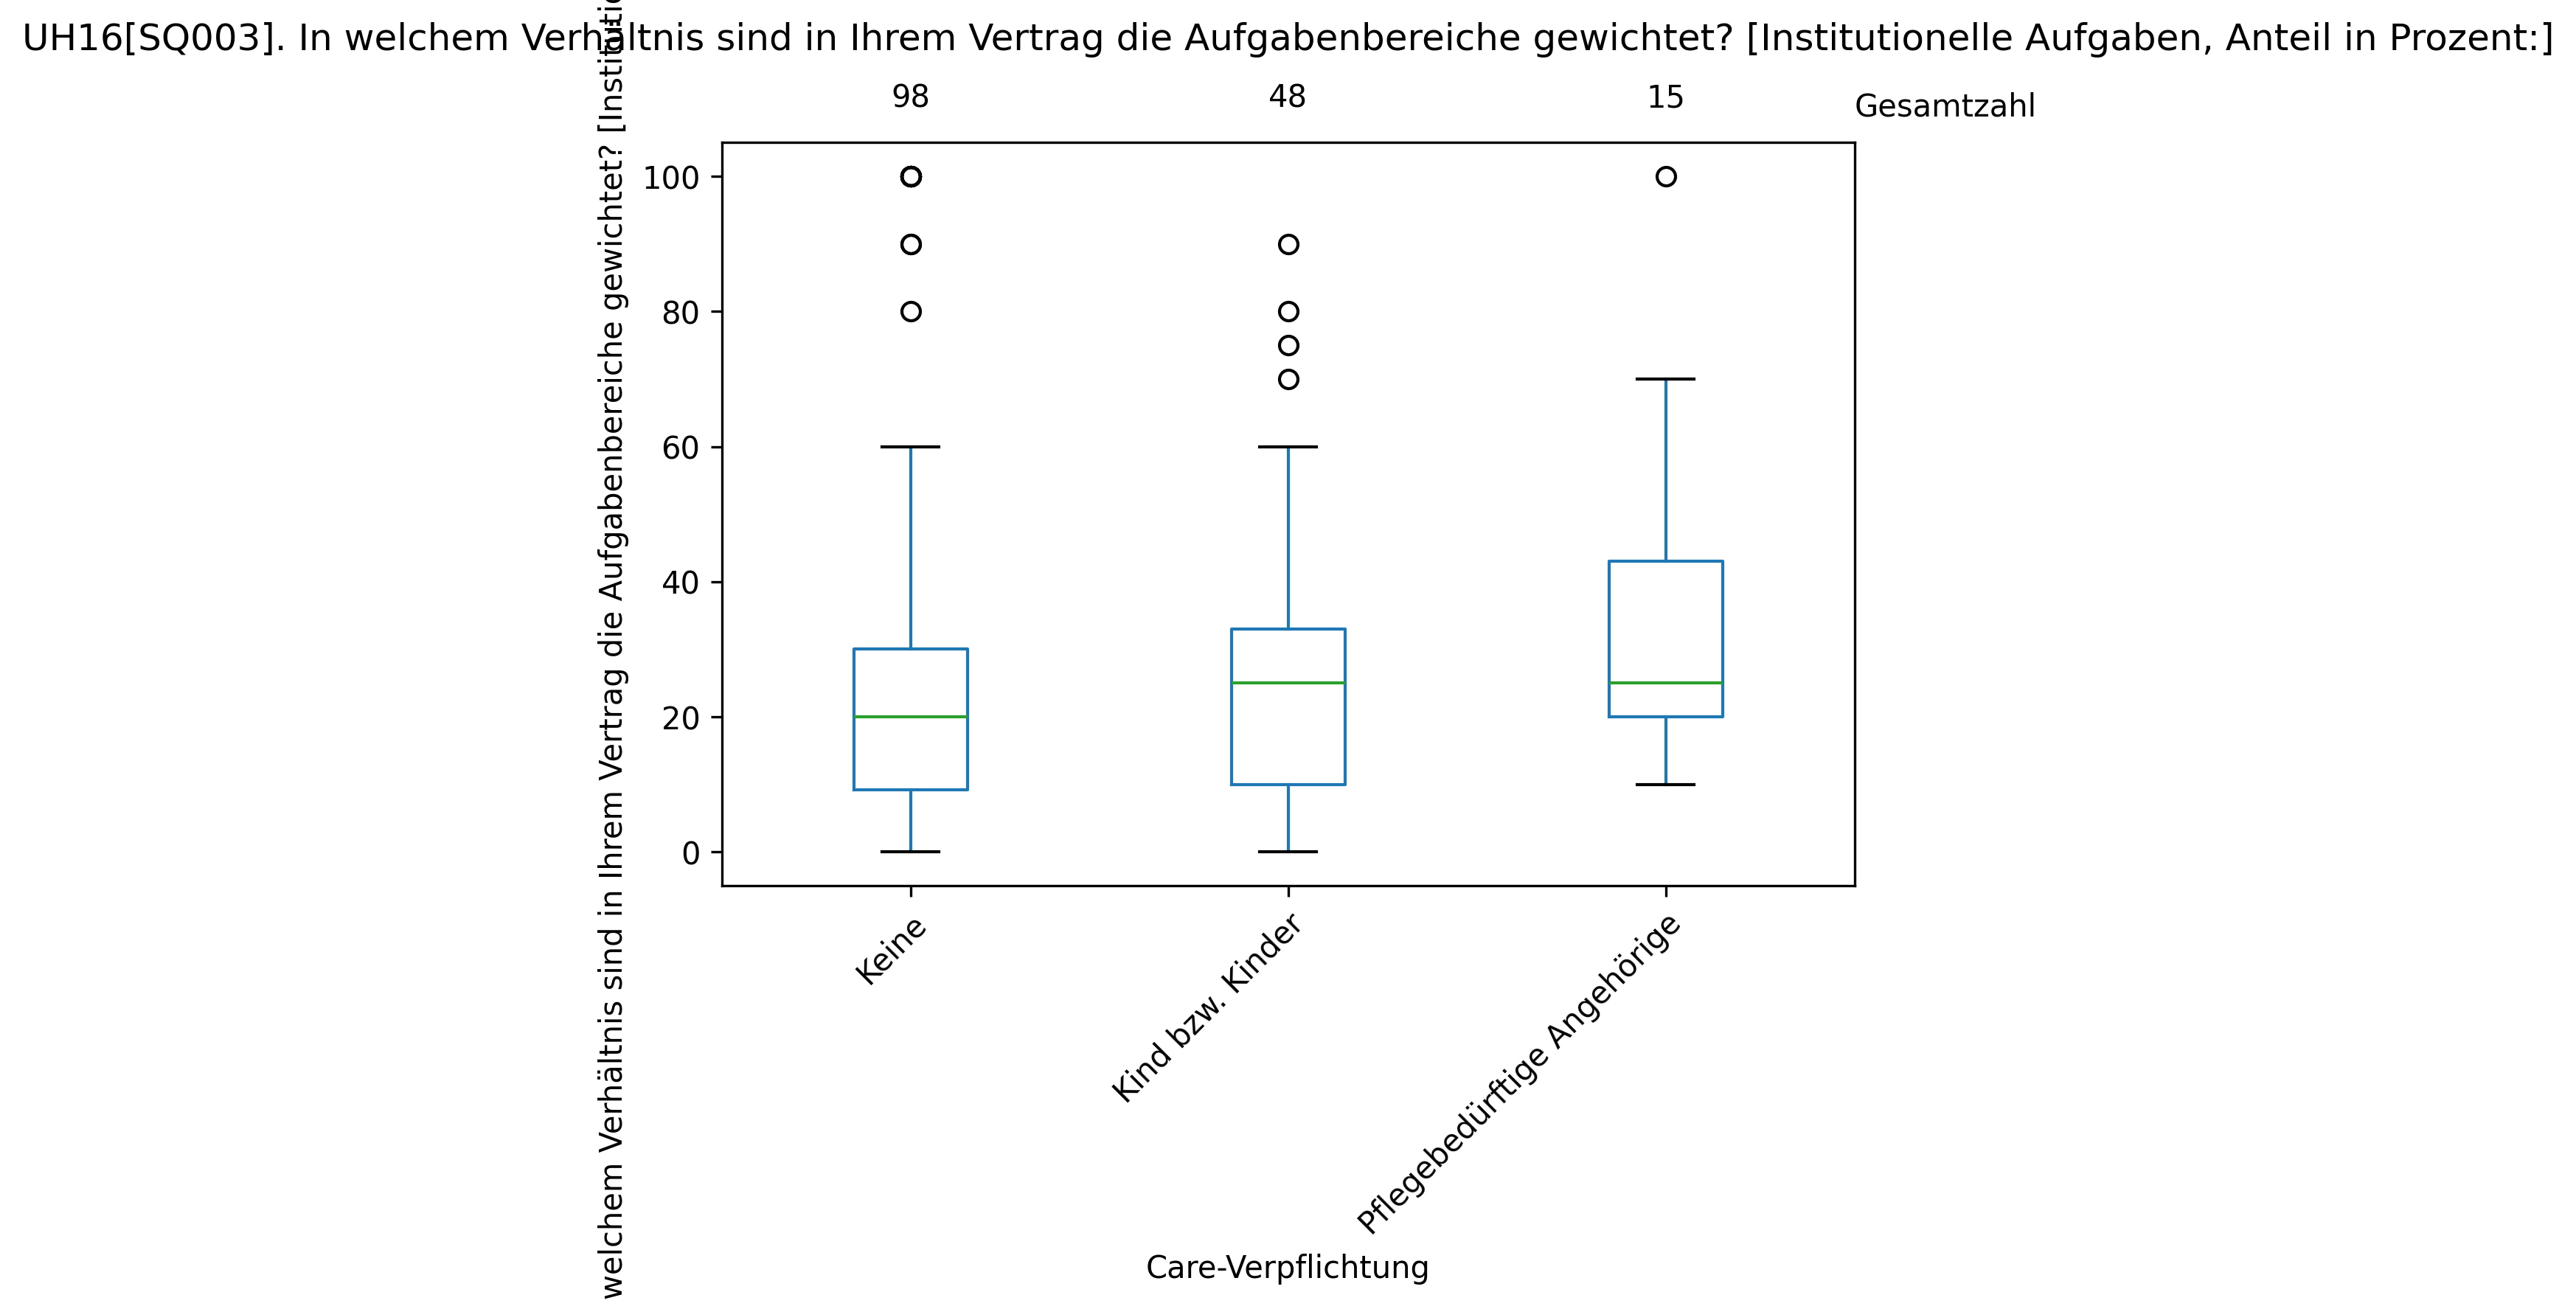 UH16[SQ003]. In welchem Verhältnis sind in Ihrem Vertrag die Aufgabenbereiche gewichtet? [Institutionelle Aufgaben, Anteil in Prozent:]
98 48 15 Gesamtzahl
welchem Verhältnis sind in Ihrem Vertrag die Aufgabenbereiche gewichtet? [Institutio
100
80
60
40
20
0
Keine
Kind bzw. Kinder
Pflegebedürftige Angehörige
Care-Verpflichtung